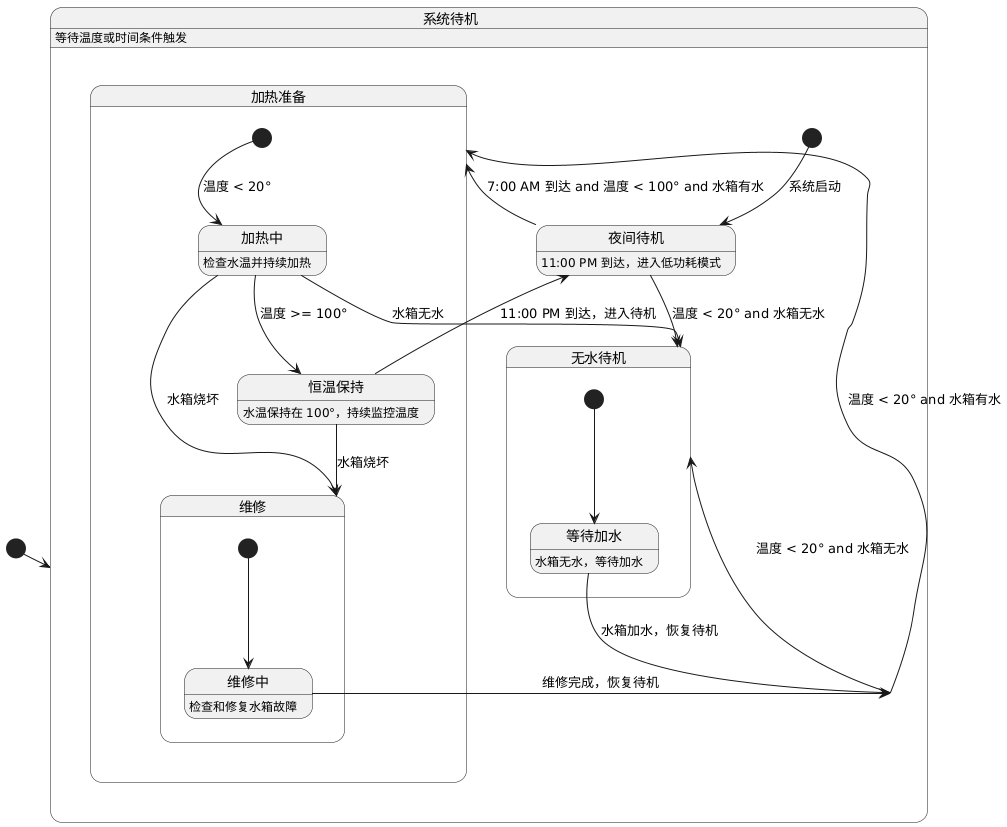 系统待机
等待温度或时间条件触发
加热准备
温度 < 20°
7:00 AM 到达 and 温度 < 100° and 水箱有水
系统启动
加热中
检查水温并持续加热
夜间待机
11:00 PM 到达，进入低功耗模式
温度 >= 100°
水箱无水
11:00 PM 到达，进入待机
温度 < 20° and 水箱无水
无水待机
恒温保持
水温保持在 100°，持续监控温度
水箱烧坏
温度 < 20° and 水箱有水
水箱烧坏
维修
等待加水
水箱无水，等待加水
温度 < 20° and 水箱无水
水箱加水，恢复待机
维修中
检查和修复水箱故障
维修完成，恢复待机